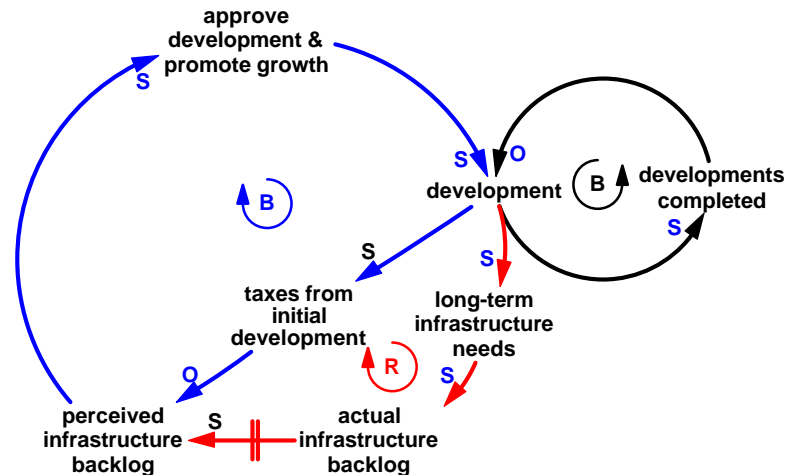 approve
development &
promote growth
S
S
O
development
B
developments
completed
S
B
S
S
taxes from
initial
development
long-term
infrastructure
needs
R
O
S
perceived
infrastructure
backlog
S
actual
infrastructure
backlog